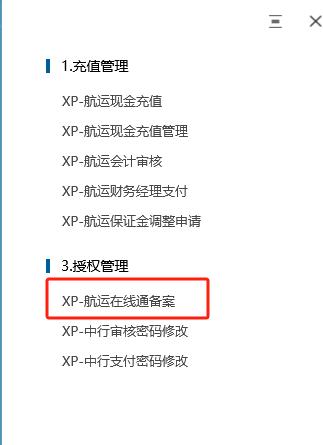 1.充值管理
XP-航运现金充值
XP-航运现金充值管理
XP-航运会计审核
XP-航运财务经理支付
XP-航运保证金调整申请
3.授权管理
XP-航运在线通备案
XP-中行审核密码修改
XP-中行支付密码修改